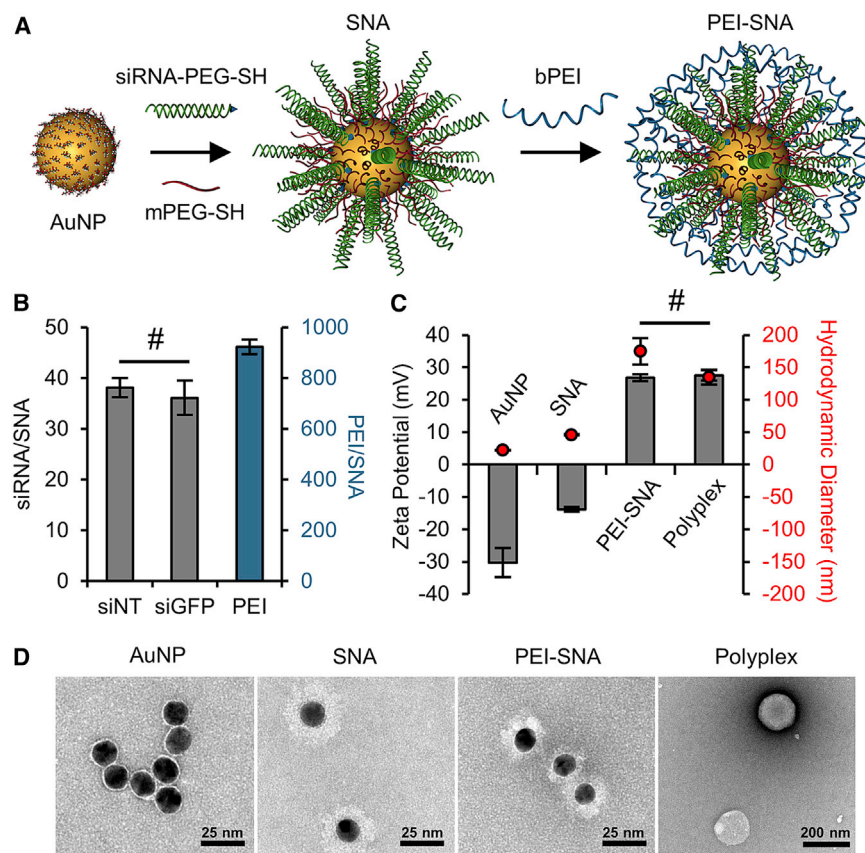 A
SNA
PEI-SNA
siRNA-PEG-SH
bPEI
AuNP
mPEG-SH
B
siRNA/SNA
50
40
30
20
10
0
#
1000
800
600
400
200
0
PEI/SNA
siNT
siGFP
PEI
C
Zeta Potential (mV)
40
30
20
10
0
-10
-20
-30
-40
AuNP
SNA
PEI-SNA
Polyplex
#
200
150
100
50
0
-50
-100
-150
-200
Hydrodynamic Diameter (nm)
D
AuNP
SNA
PEI-SNA
Polyplex
25 nm
25 nm
25 nm
200 nm